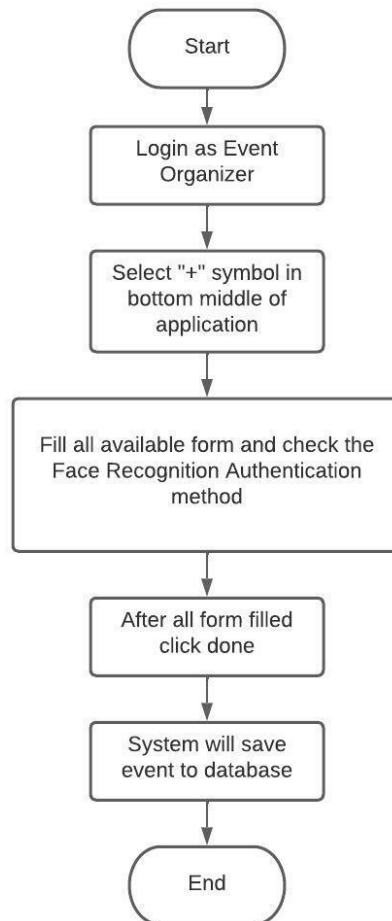 Start
Login as Event
Organizer
Select "+" symbol in
bottom middle of
application
Fill all available form and check the
Face Recognition Authentication
method
After all form filled
click done
System will save
event to database
End